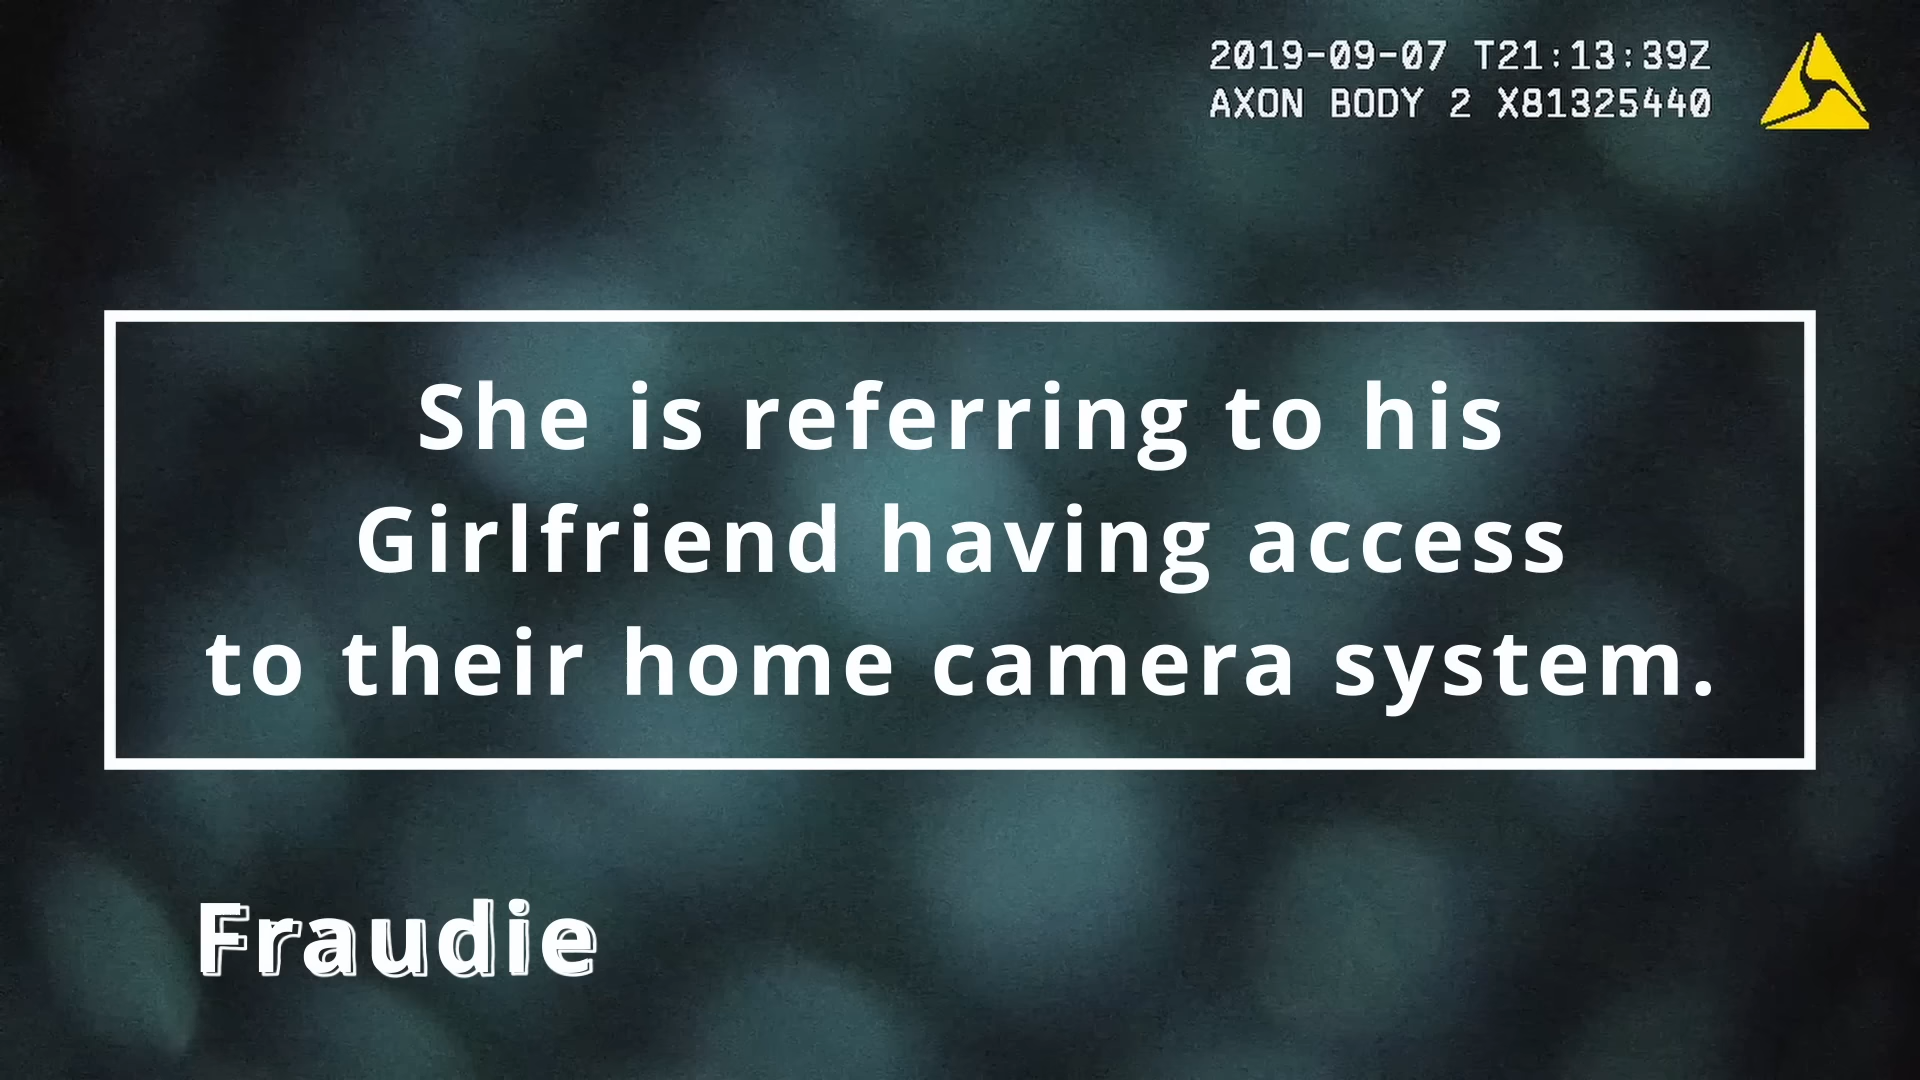 2019-09-07 T21:13:39Z
AXON BODY 2 X81325440
She is referring to his
Girlfriend having access
to their home camera system.
Fraudie